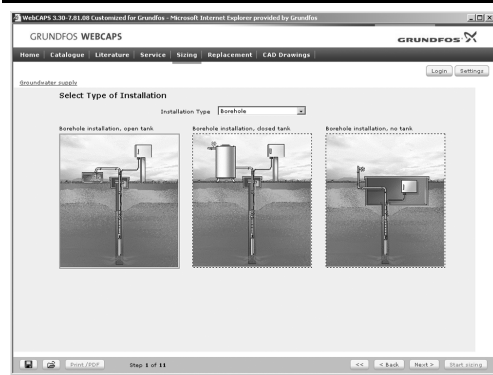 WebCAPS 3.30-7.81.08 Customized for Grundfos - Microsoft Internet Explorer provided by Grundfos
GRUNDFOS WEBCAPS
GRUNDFOS
Home Catalogue Literature Service Sizing Replacement CAD Drawings
Login Settings
Groundwater supply
Select Type of Installation
Installation Type Borehole
Borehole installation, open tank Borehole installation, closed tank Borehole installation, no tank
Print/PDF Step 1 of 11 << < Back Next > Start sizing